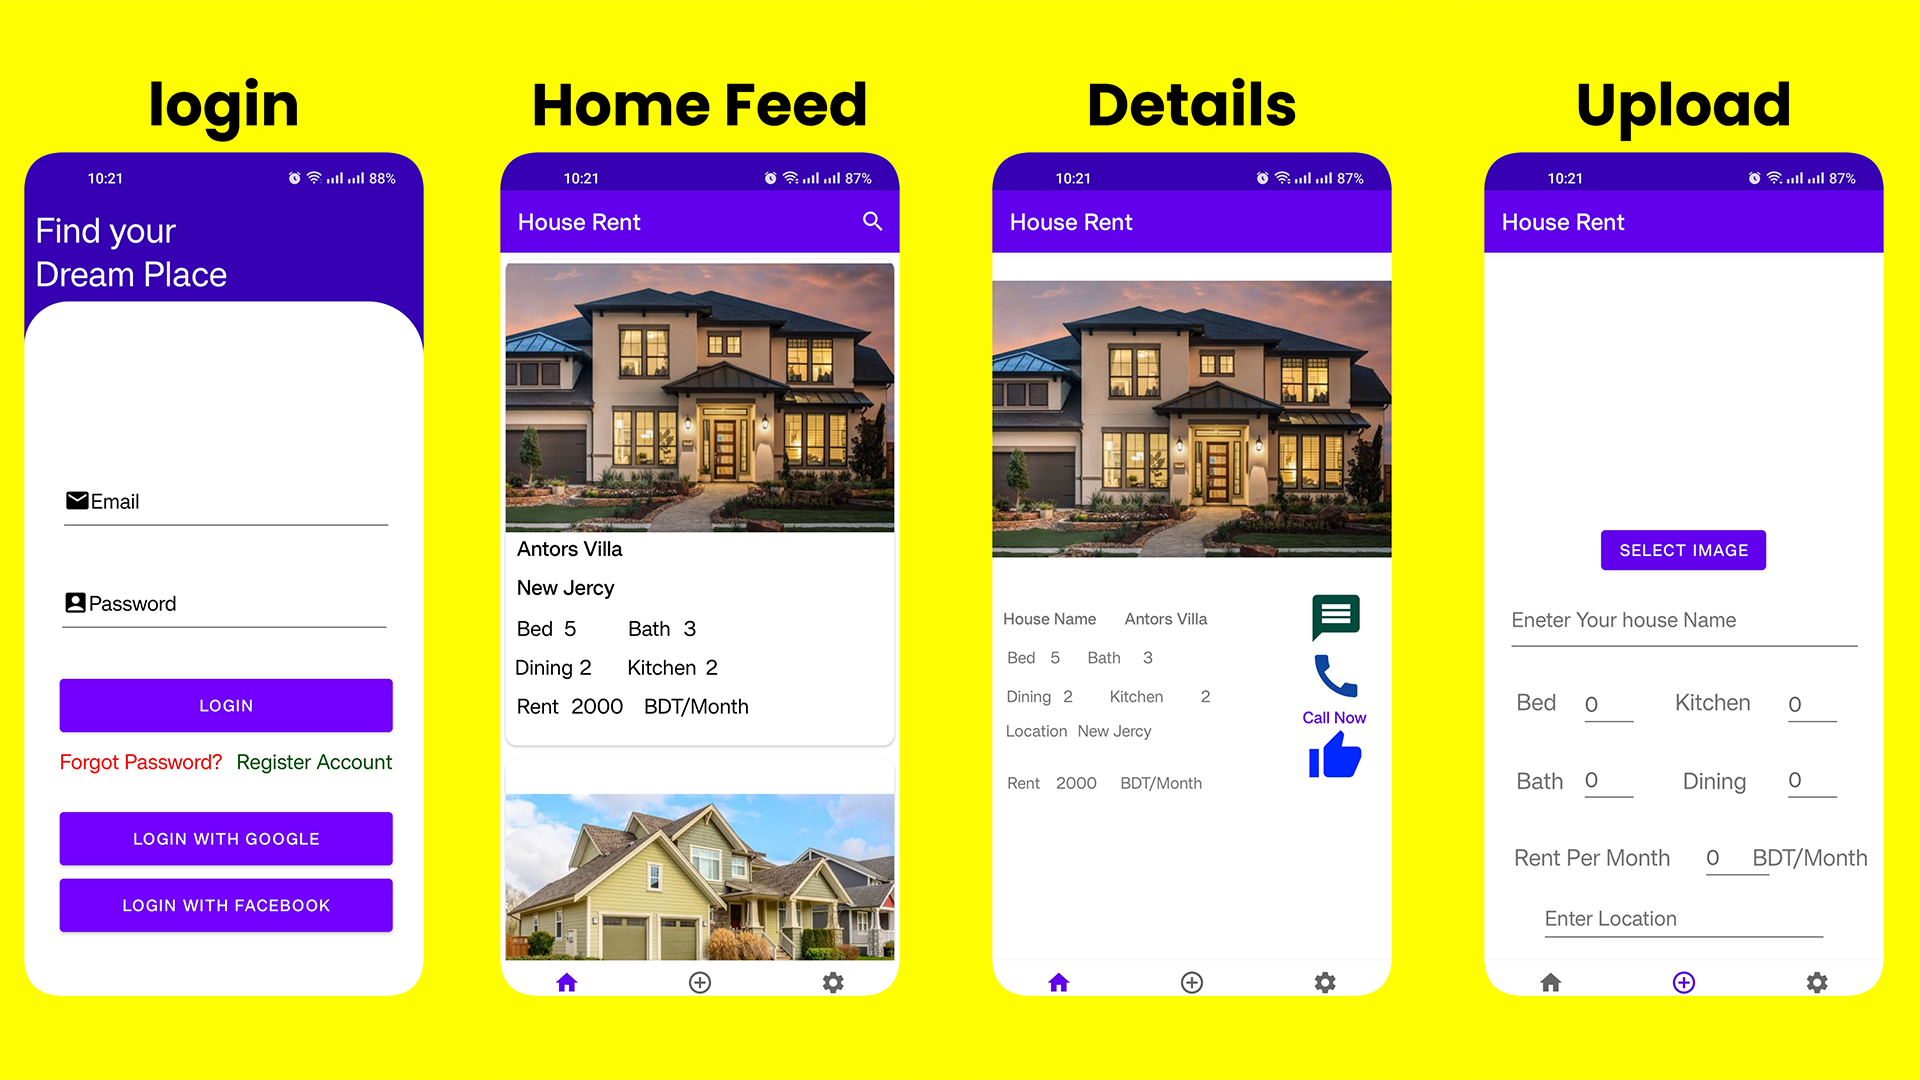 login
10:21 88%
Find your
Dream Place
Email
Password
LOGIN
Forgot Password? Register Account
LOGIN WITH GOOGLE
LOGIN WITH FACEBOOK
Home Feed
10:21 87%
House Rent
Antors Villa
New Jercy
Bed 5 Bath 3
Dining 2 Kitchen 2
Rent 2000 BDT/Month
Details
10:21 87%
House Rent
House Name Antors Villa
Bed 5 Bath 3
Dining 2 Kitchen 2
Location New Jercy
Rent 2000 BDT/Month
Call Now
Upload
10:21 87%
House Rent
SELECT IMAGE
Eneter Your house Name
Bed 0 Kitchen 0
Bath 0 Dining 0
Rent Per Month 0 BDT/Month
Enter Location